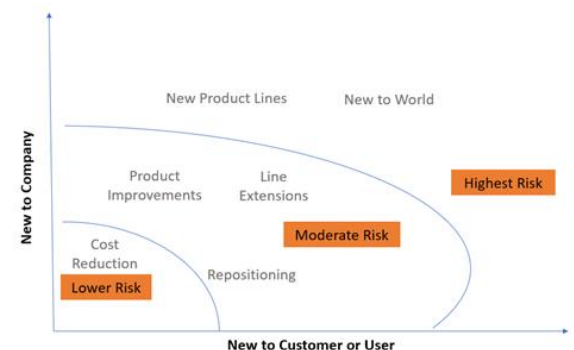 New Product Lines
New to World
Product
Improvements
Line
Extensions
Highest Risk
Moderate Risk
Cost
Reduction
Repositioning
Lower Risk
New to Company
New to Customer or User